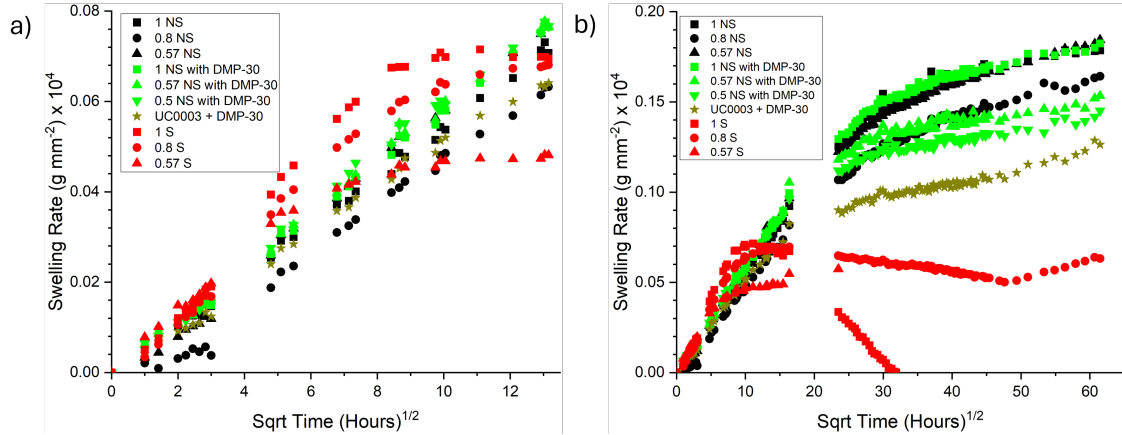 a)
Swelling Rate (g mm⁻²) x 10⁴
0.08
0.06
0.04
0.02
0.00
1 NS
0.8 NS
0.57 NS
1 NS with DMP-30
0.57 NS with DMP-30
0.5 NS with DMP-30
UC0003 + DMP-30
1 S
0.8 S
0.57 S
0 2 4 6 8 10 12
Sqrt Time (Hours)¹/²
b)
Swelling Rate (g mm⁻²) x 10⁴
0.20
0.15
0.10
0.05
0.00
1 NS
0.8 NS
0.57 NS
1 NS with DMP-30
0.57 NS with DMP-30
0.5 NS with DMP-30
UC0003 + DMP-30
1 S
0.8 S
0.57 S
0 10 20 30 40 50 60
Sqrt Time (Hours)¹/²